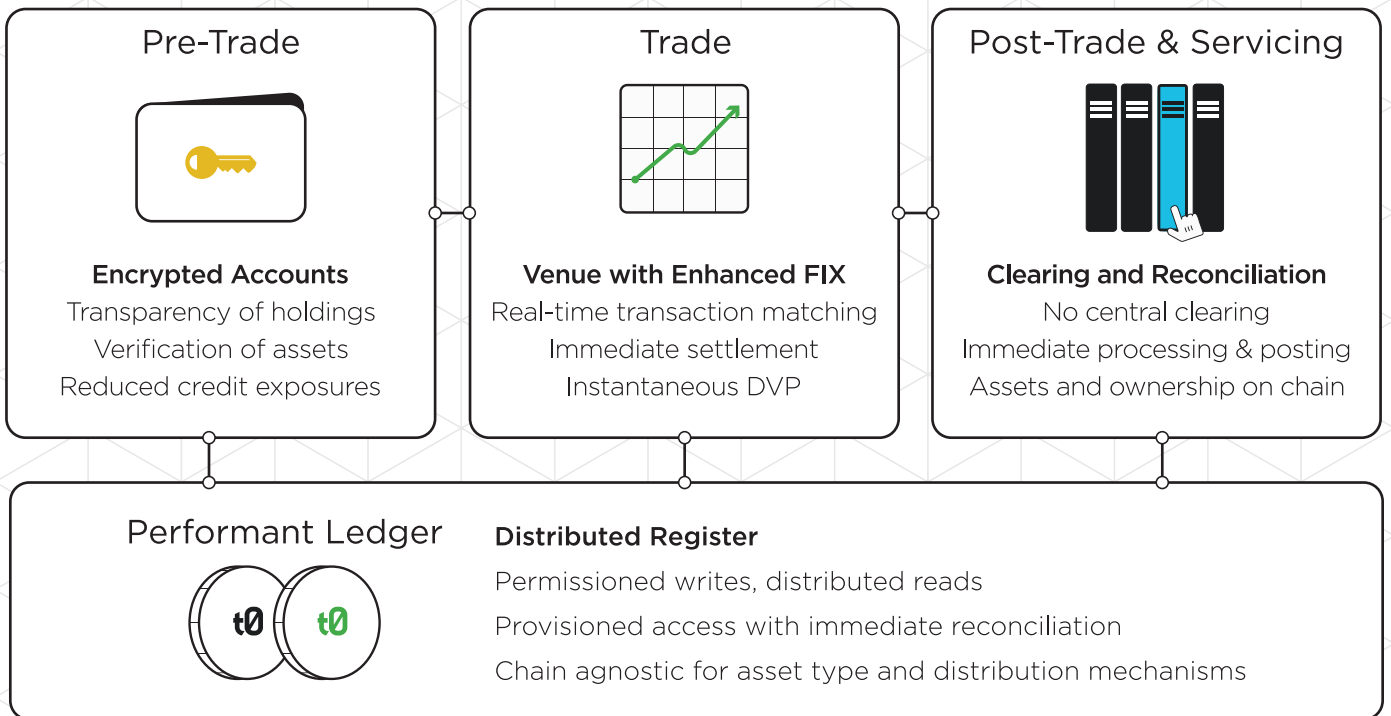 Pre-Trade
Encrypted Accounts
Transparency of holdings
Verification of assets
Reduced credit exposures
Trade
Venue with Enhanced FIX
Real-time transaction matching
Immediate settlement
Instantaneous DVP
Post-Trade & Servicing
Clearing and Reconciliation
No central clearing
Immediate processing & posting
Assets and ownership on chain
Performant Ledger
t0 t0
Distributed Register
Permissioned writes, distributed reads
Provisioned access with immediate reconciliation
Chain agnostic for asset type and distribution mechanisms